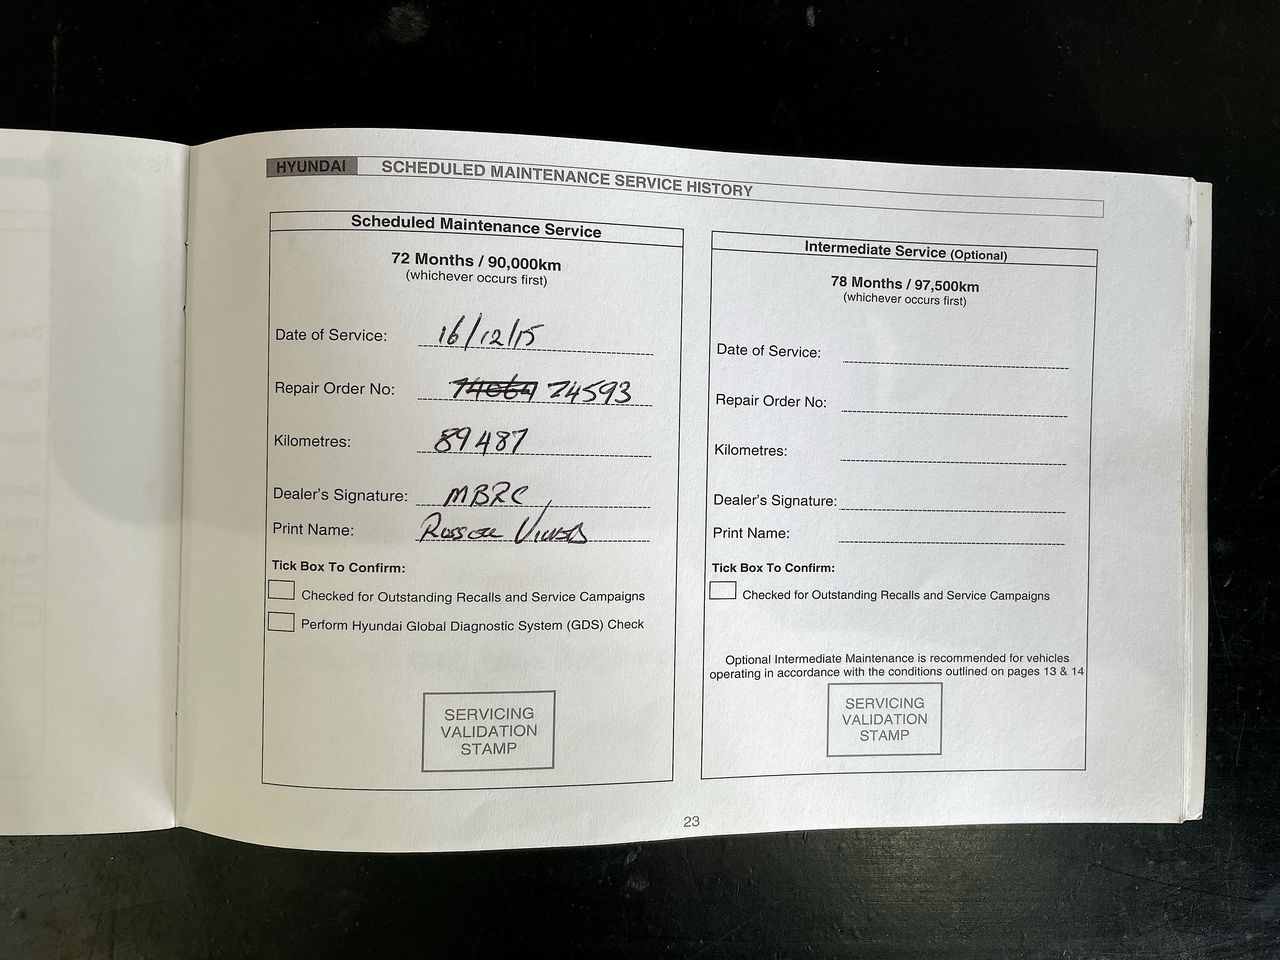 HYUNDAI SCHEDULED MAINTENANCE SERVICE HISTORY
Scheduled Maintenance Service
72 Months / 90,000km
(whichever occurs first)
Date of Service: 16/12/15
Repair Order No: 74593
Kilometres: 89487
Dealer's Signature: MBRC
Print Name:
Tick Box To Confirm:
Checked for Outstanding Recalls and Service Campaigns
Perform Hyundai Global Diagnostic System (GDS) Check
SERVICING
VALIDATION
STAMP
Intermediate Service (Optional)
78 Months / 97,500km
(whichever occurs first)
Date of Service:
Repair Order No:
Kilometres:
Dealer's Signature:
Print Name:
Tick Box To Confirm:
Checked for Outstanding Recalls and Service Campaigns
Optional Intermediate Maintenance is recommended for vehicles
operating in accordance with the conditions outlined on pages 13 & 14
SERVICING
VALIDATION
STAMP
23